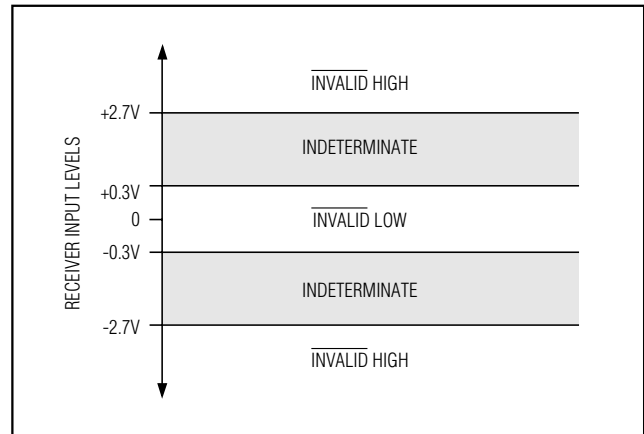 INVALID HIGH
+2.7V
INDETERMINATE
+0.3V
0
INVALID LOW
-0.3V
INDETERMINATE
-2.7V
INVALID HIGH
RECEIVER INPUT LEVELS